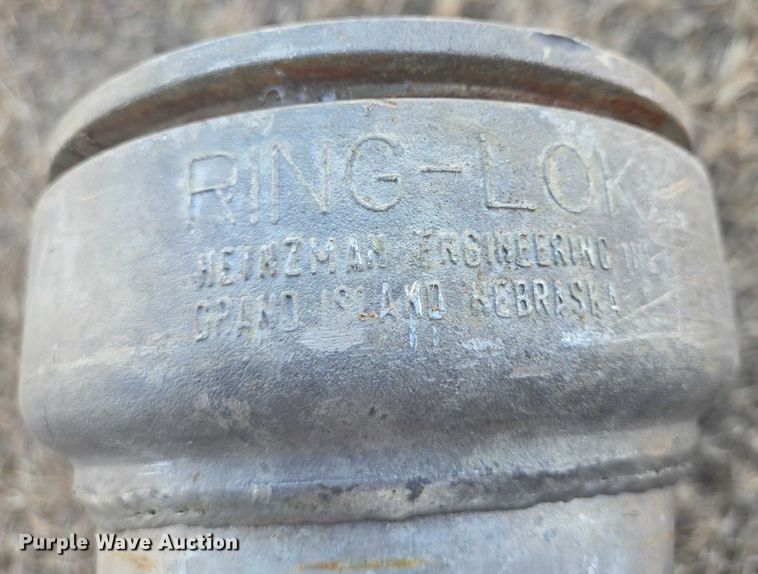 RING-LOK
HEINZMAN ENGINEERING INC
GRAND ISLAND NEBRASKA
Purple Wave Auction